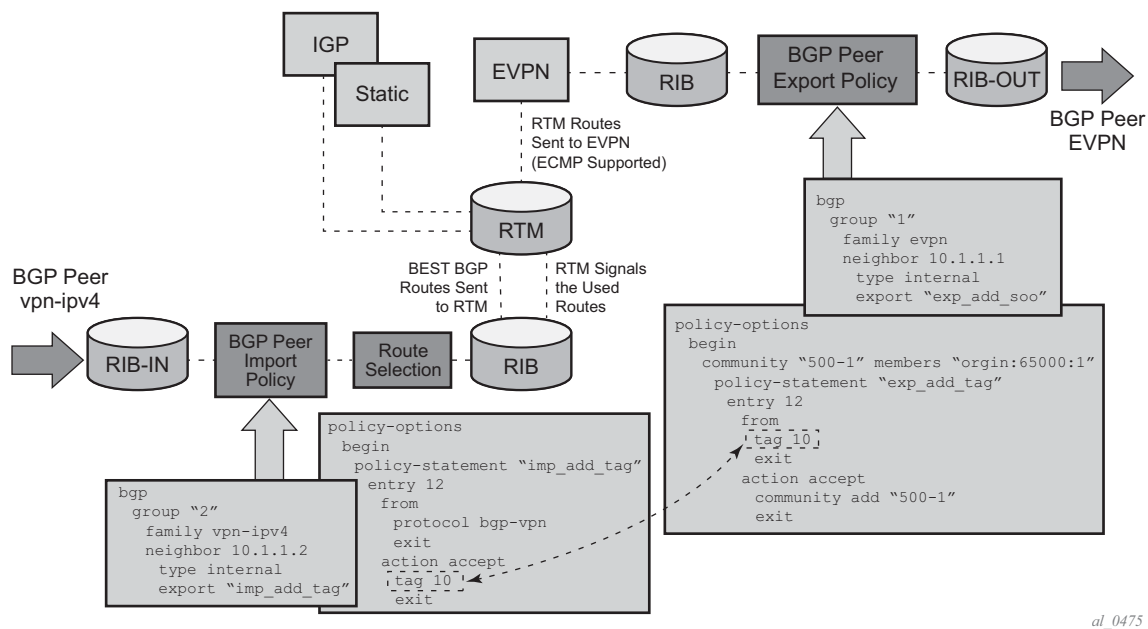 IGP
Static
EVPN
RIB
BGP Peer
Export Policy
RIB-OUT
BGP Peer
EVPN
RTM Routes
Sent to EVPN
(ECMP Supported)
RTM
BEST BGP
Routes Sent
to RTM
RTM Signals
the Used
Routes
BGP Peer
vpn-ipv4
RIB-IN
BGP Peer
Import
Policy
Route
Selection
RIB
bgp
group “1”
family evpn
neighbor 10.1.1.1
type internal
export “exp_add_soo”
policy-options
begin
community “500-1” members “orgin:65000:1”
policy-statement “exp_add_tag”
entry 12
from
tag 10
exit
action accept
community add “500-1”
exit
policy-options
begin
policy-statement “imp_add_tag”
entry 12
from
protocol bgp-vpn
exit
action accept
tag 10
exit
bgp
group “2”
family vpn-ipv4
neighbor 10.1.1.2
type internal
export “imp_add_tag”
al_0475